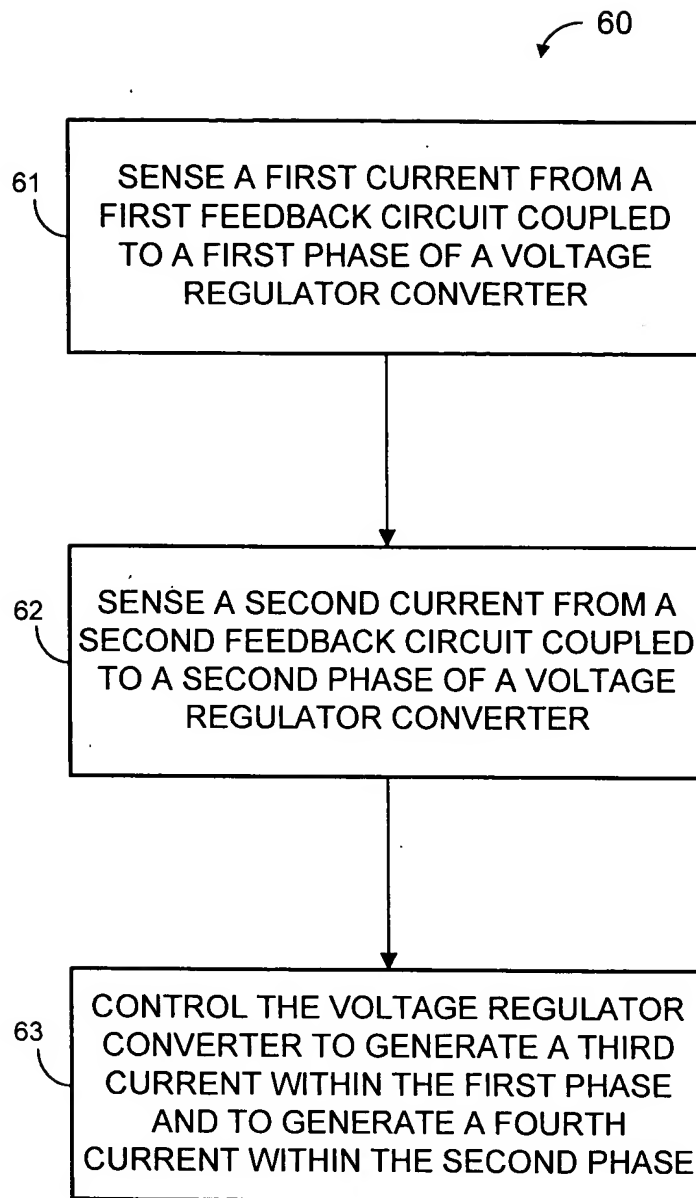 60
61
SENSE A FIRST CURRENT FROM A
FIRST FEEDBACK CIRCUIT COUPLED
TO A FIRST PHASE OF A VOLTAGE
REGULATOR CONVERTER
62
SENSE A SECOND CURRENT FROM A
SECOND FEEDBACK CIRCUIT COUPLED
TO A SECOND PHASE OF A VOLTAGE
REGULATOR CONVERTER
63
CONTROL THE VOLTAGE REGULATOR
CONVERTER TO GENERATE A THIRD
CURRENT WITHIN THE FIRST PHASE
AND TO GENERATE A FOURTH
CURRENT WITHIN THE SECOND PHASE